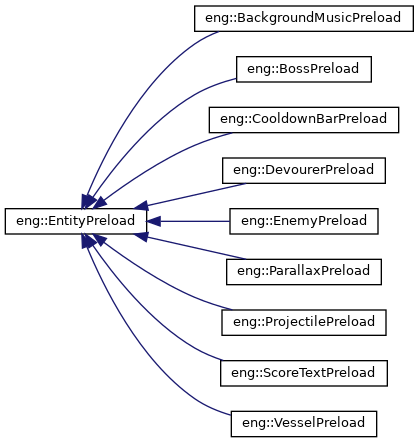 eng::BackgroundMusicPreload
eng::BossPreload
eng::CooldownBarPreload
eng::DevourerPreload
eng::EntityPreload
eng::EnemyPreload
eng::ParallaxPreload
eng::ProjectilePreload
eng::ScoreTextPreload
eng::VesselPreload